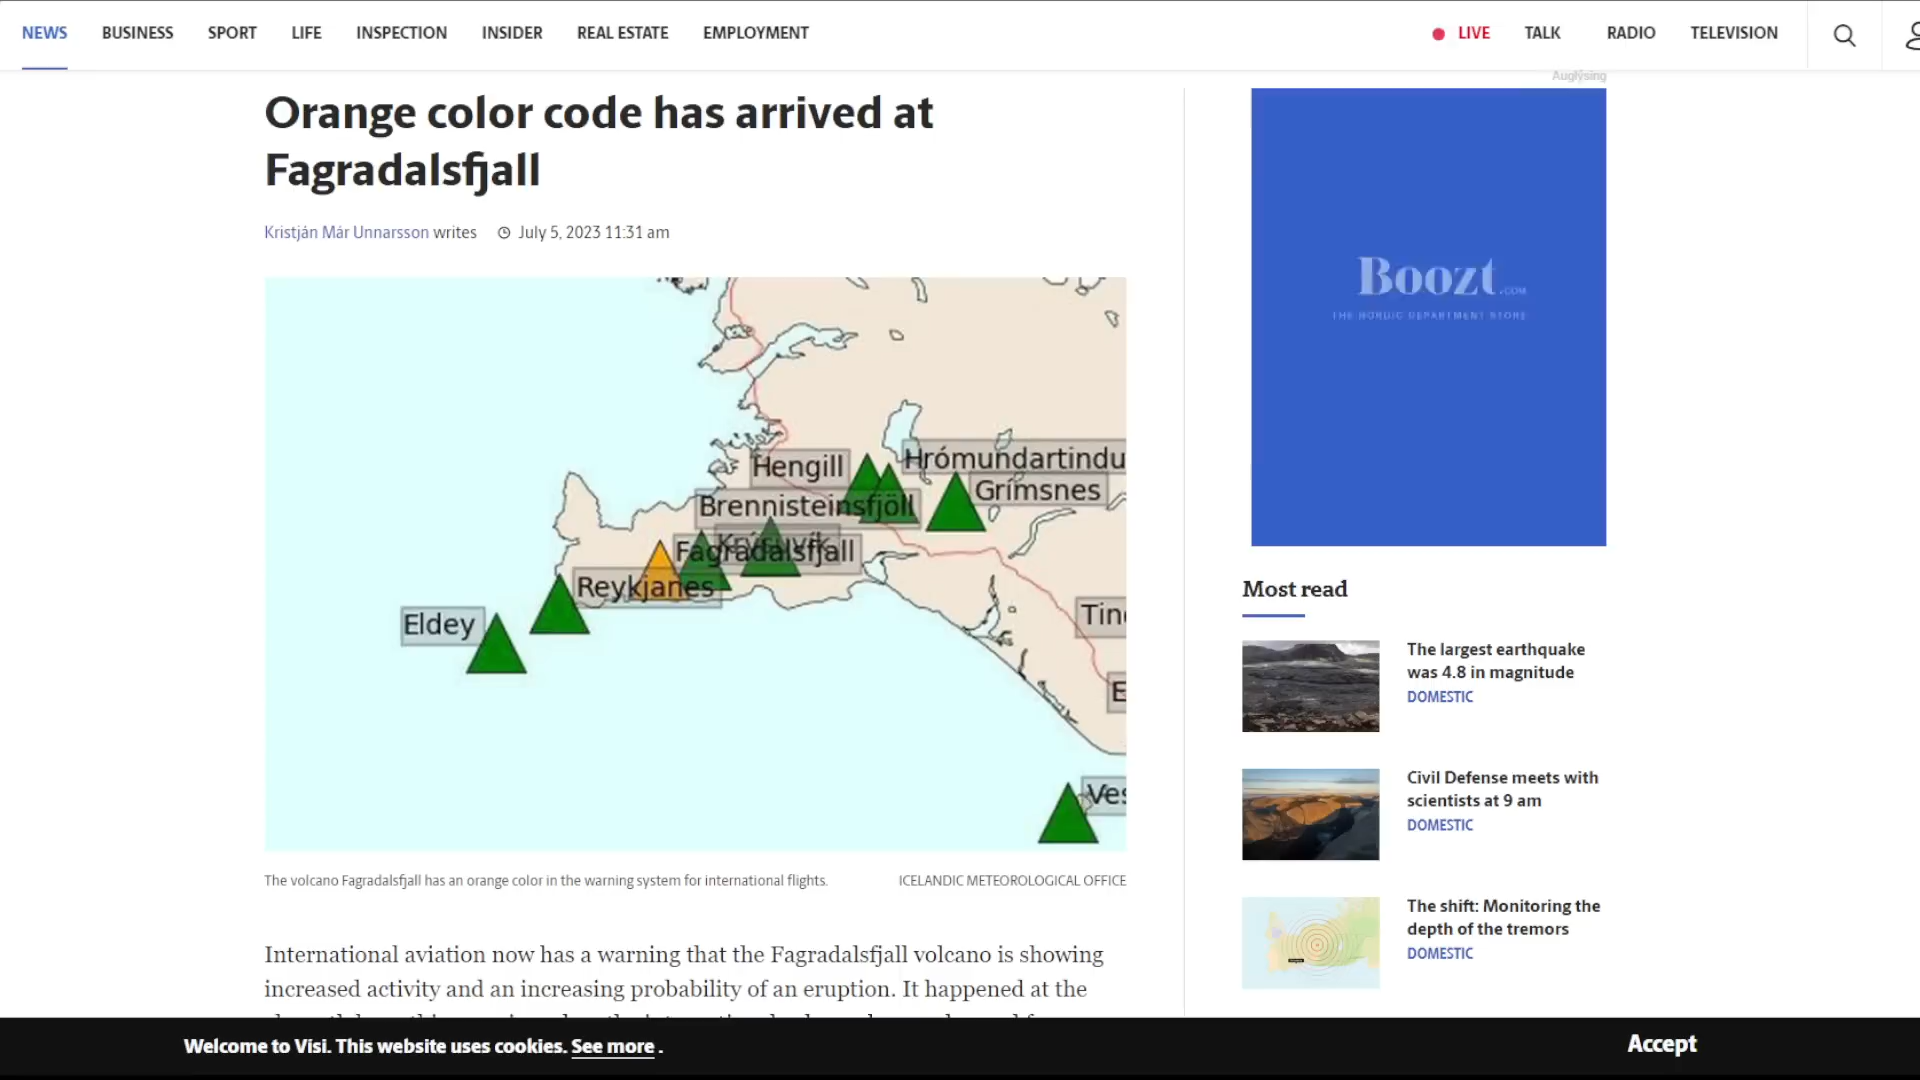 NEWS BUSINESS SPORT LIFE INSPECTION INSIDER REAL ESTATE EMPLOYMENT LIVE TALK RADIO TELEVISION
Auglýsing
Orange color code has arrived at
Fagradalsfjall
Kristján Már Unnarsson writes July 5, 2023 11:31 am
Hengill
Hrómundartindu
Grímsnes
Brennisteinsfjöll
Krýsuvík
Fagradalsfjall
Reykjanes
Eldey
Tind
E
Ves
The volcano Fagradalsfjall has an orange color in the warning system for international flights. ICELANDIC METEOROLOGICAL OFFICE
International aviation now has a warning that the Fagradalsfjall volcano is showing
increased activity and an increasing probability of an eruption. It happened at the
Boozt.COM
THE NORDIC DEPARTMENT STORE
Most read
The largest earthquake
was 4.8 in magnitude
DOMESTIC
Civil Defense meets with
scientists at 9 am
DOMESTIC
The shift: Monitoring the
depth of the tremors
DOMESTIC
Welcome to Visi. This website uses cookies. See more .
Accept